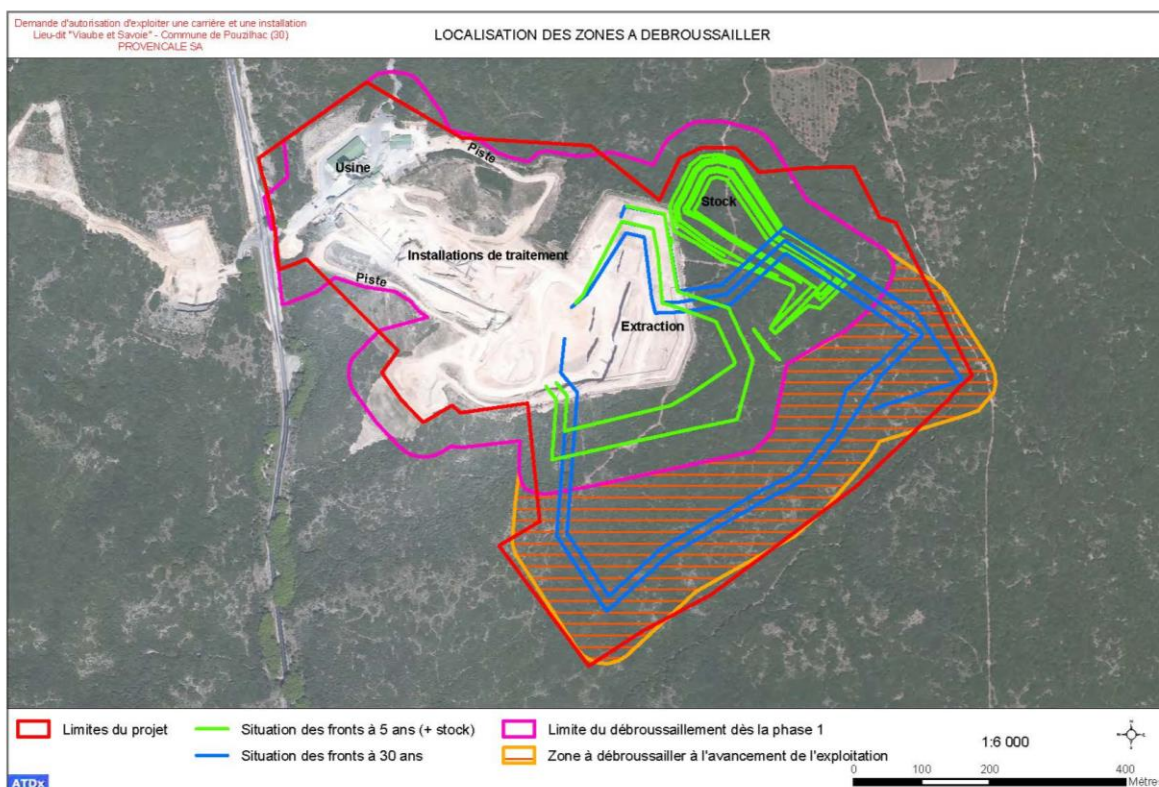 Demande d'autorisation d'exploiter une carrière et une installation
Lieu-dit "Viaube et Savoie" - Commune de Pouzilhac (30)
PROVENCALE SA
LOCALISATION DES ZONES A DEBROUSSAILLER
Usine
Piste
Stock
Installations de traitement
Piste
Extraction
Limites du projet
Situation des fronts à 5 ans (+ stock)
Limite du débroussaillement dès la phase 1
Situation des fronts à 30 ans
Zone à débroussailler à l'avancement de l'exploitation
1:6 000
0 100 200 400
Mètres
ATDx